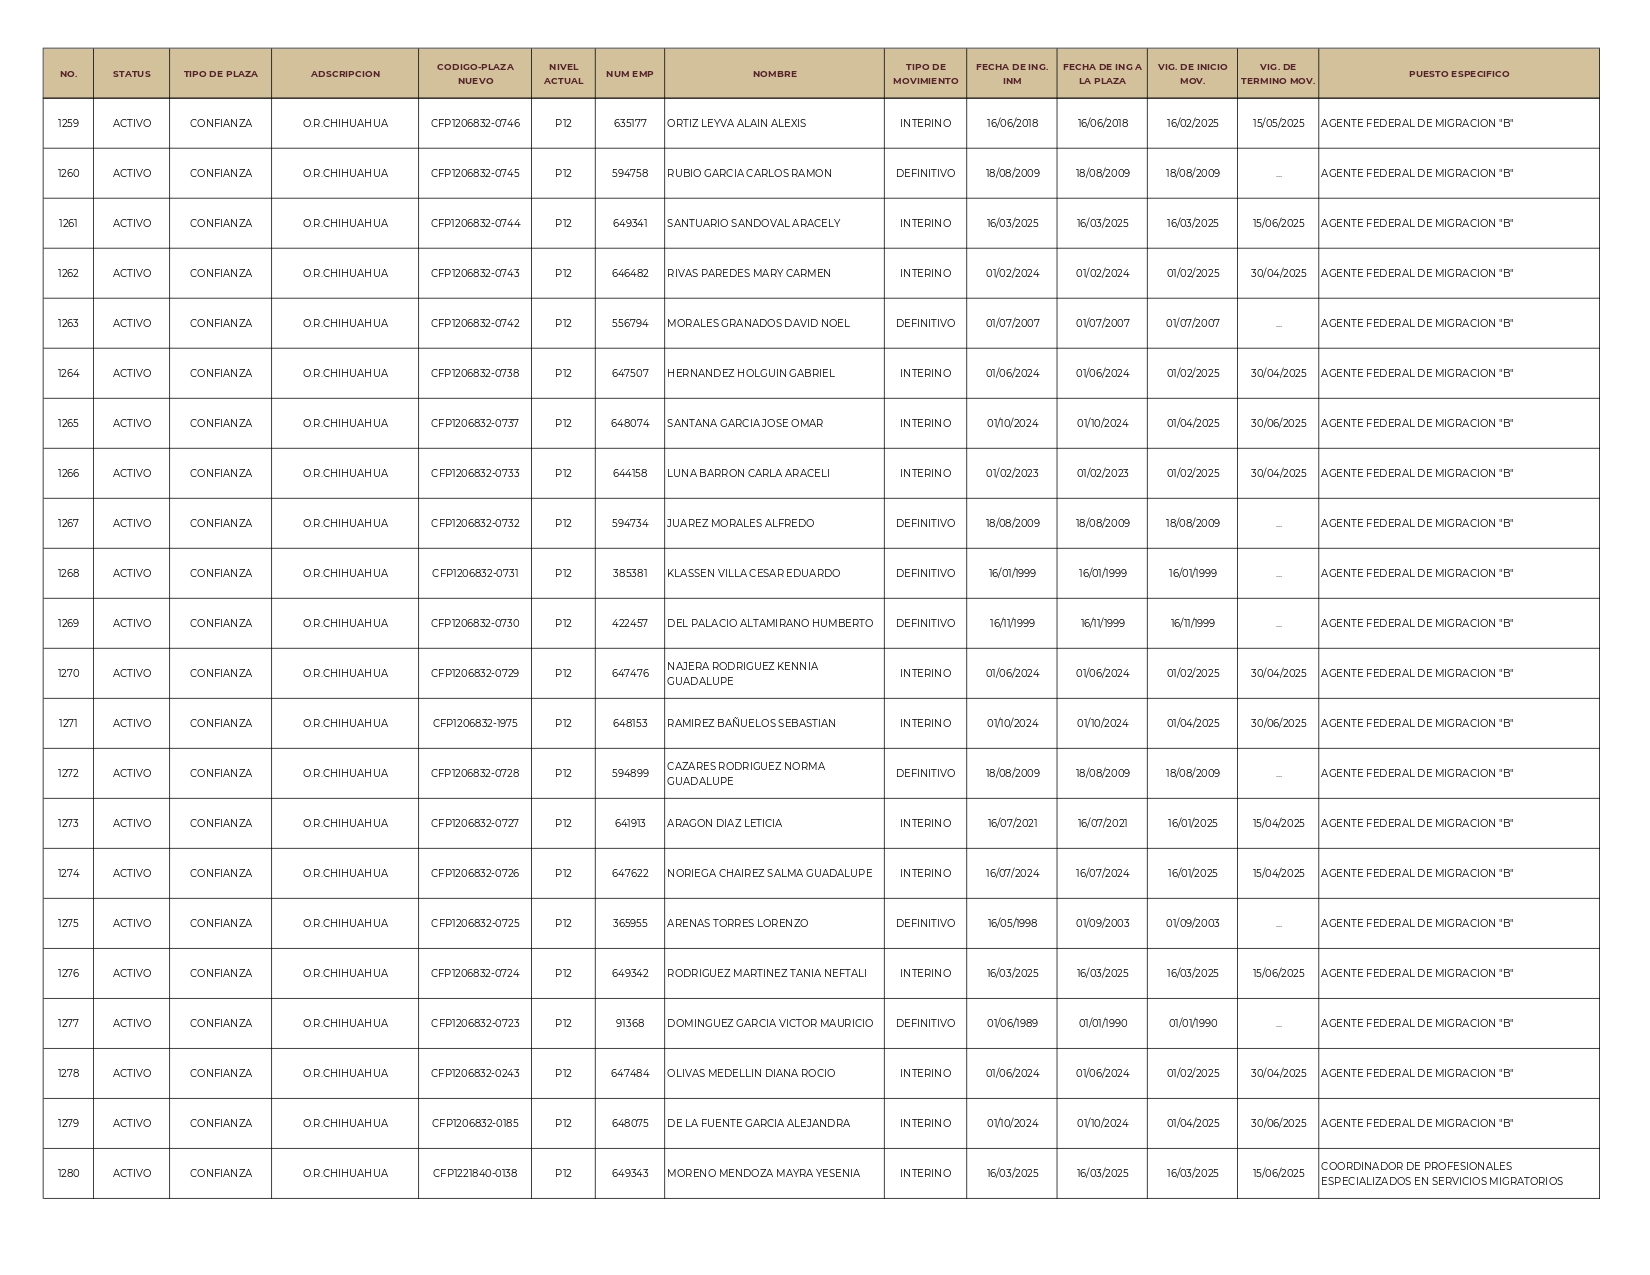 NO. STATUS TIPO DE PLAZA ADSCRIPCION CODIGO-PLAZA NUEVO NIVEL ACTUAL NUM EMP NOMBRE TIPO DE MOVIMIENTO FECHA DE ING. INM FECHA DE ING A LA PLAZA VIG. DE INICIO MOV. VIG. DE TERMINO MOV. PUESTO ESPECIFICO
1259 ACTIVO CONFIANZA O.R.CHIHUAHUA CFP1206832-0746 P12 635177 ORTIZ LEYVA ALAIN ALEXIS INTERINO 16/06/2018 16/06/2018 16/02/2025 15/05/2025 AGENTE FEDERAL DE MIGRACION "B"
1260 ACTIVO CONFIANZA O.R.CHIHUAHUA CFP1206832-0745 P12 594758 RUBIO GARCIA CARLOS RAMON DEFINITIVO 18/08/2009 18/08/2009 18/08/2009 ... AGENTE FEDERAL DE MIGRACION "B"
1261 ACTIVO CONFIANZA O.R.CHIHUAHUA CFP1206832-0744 P12 649341 SANTUARIO SANDOVAL ARACELY INTERINO 16/03/2025 16/03/2025 16/03/2025 15/06/2025 AGENTE FEDERAL DE MIGRACION "B"
1262 ACTIVO CONFIANZA O.R.CHIHUAHUA CFP1206832-0743 P12 646482 RIVAS PAREDES MARY CARMEN INTERINO 01/02/2024 01/02/2024 01/02/2025 30/04/2025 AGENTE FEDERAL DE MIGRACION "B"
1263 ACTIVO CONFIANZA O.R.CHIHUAHUA CFP1206832-0742 P12 556794 MORALES GRANADOS DAVID NOEL DEFINITIVO 01/07/2007 01/07/2007 01/07/2007 ... AGENTE FEDERAL DE MIGRACION "B"
1264 ACTIVO CONFIANZA O.R.CHIHUAHUA CFP1206832-0738 P12 647507 HERNANDEZ HOLGUIN GABRIEL INTERINO 01/06/2024 01/06/2024 01/02/2025 30/04/2025 AGENTE FEDERAL DE MIGRACION "B"
1265 ACTIVO CONFIANZA O.R.CHIHUAHUA CFP1206832-0737 P12 648074 SANTANA GARCIA JOSE OMAR INTERINO 01/10/2024 01/10/2024 01/04/2025 30/06/2025 AGENTE FEDERAL DE MIGRACION "B"
1266 ACTIVO CONFIANZA O.R.CHIHUAHUA CFP1206832-0733 P12 644158 LUNA BARRON CARLA ARACELI INTERINO 01/02/2023 01/02/2023 01/02/2025 30/04/2025 AGENTE FEDERAL DE MIGRACION "B"
1267 ACTIVO CONFIANZA O.R.CHIHUAHUA CFP1206832-0732 P12 594734 JUAREZ MORALES ALFREDO DEFINITIVO 18/08/2009 18/08/2009 18/08/2009 ... AGENTE FEDERAL DE MIGRACION "B"
1268 ACTIVO CONFIANZA O.R.CHIHUAHUA CFP1206832-0731 P12 385381 KLASSEN VILLA CESAR EDUARDO DEFINITIVO 16/01/1999 16/01/1999 16/01/1999 ... AGENTE FEDERAL DE MIGRACION "B"
1269 ACTIVO CONFIANZA O.R.CHIHUAHUA CFP1206832-0730 P12 422457 DEL PALACIO ALTAMIRANO HUMBERTO DEFINITIVO 16/11/1999 16/11/1999 16/11/1999 ... AGENTE FEDERAL DE MIGRACION "B"
1270 ACTIVO CONFIANZA O.R.CHIHUAHUA CFP1206832-0729 P12 647476 NAJERA RODRIGUEZ KENNIA GUADALUPE INTERINO 01/06/2024 01/06/2024 01/02/2025 30/04/2025 AGENTE FEDERAL DE MIGRACION "B"
1271 ACTIVO CONFIANZA O.R.CHIHUAHUA CFP1206832-1975 P12 648153 RAMIREZ BAÑUELOS SEBASTIAN INTERINO 01/10/2024 01/10/2024 01/04/2025 30/06/2025 AGENTE FEDERAL DE MIGRACION "B"
1272 ACTIVO CONFIANZA O.R.CHIHUAHUA CFP1206832-0728 P12 594899 CAZARES RODRIGUEZ NORMA GUADALUPE DEFINITIVO 18/08/2009 18/08/2009 18/08/2009 ... AGENTE FEDERAL DE MIGRACION "B"
1273 ACTIVO CONFIANZA O.R.CHIHUAHUA CFP1206832-0727 P12 641913 ARAGON DIAZ LETICIA INTERINO 16/07/2021 16/07/2021 16/01/2025 15/04/2025 AGENTE FEDERAL DE MIGRACION "B"
1274 ACTIVO CONFIANZA O.R.CHIHUAHUA CFP1206832-0726 P12 647622 NORIEGA CHAIREZ SALMA GUADALUPE INTERINO 16/07/2024 16/07/2024 16/01/2025 15/04/2025 AGENTE FEDERAL DE MIGRACION "B"
1275 ACTIVO CONFIANZA O.R.CHIHUAHUA CFP1206832-0725 P12 365955 ARENAS TORRES LORENZO DEFINITIVO 16/05/1998 01/09/2003 01/09/2003 ... AGENTE FEDERAL DE MIGRACION "B"
1276 ACTIVO CONFIANZA O.R.CHIHUAHUA CFP1206832-0724 P12 649342 RODRIGUEZ MARTINEZ TANIA NEFTALI INTERINO 16/03/2025 16/03/2025 16/03/2025 15/06/2025 AGENTE FEDERAL DE MIGRACION "B"
1277 ACTIVO CONFIANZA O.R.CHIHUAHUA CFP1206832-0723 P12 91368 DOMINGUEZ GARCIA VICTOR MAURICIO DEFINITIVO 01/06/1989 01/01/1990 01/01/1990 ... AGENTE FEDERAL DE MIGRACION "B"
1278 ACTIVO CONFIANZA O.R.CHIHUAHUA CFP1206832-0243 P12 647484 OLIVAS MEDELLIN DIANA ROCIO INTERINO 01/06/2024 01/06/2024 01/02/2025 30/04/2025 AGENTE FEDERAL DE MIGRACION "B"
1279 ACTIVO CONFIANZA O.R.CHIHUAHUA CFP1206832-0185 P12 648075 DE LA FUENTE GARCIA ALEJANDRA INTERINO 01/10/2024 01/10/2024 01/04/2025 30/06/2025 AGENTE FEDERAL DE MIGRACION "B"
1280 ACTIVO CONFIANZA O.R.CHIHUAHUA CFP1221840-0138 P12 649343 MORENO MENDOZA MAYRA YESENIA INTERINO 16/03/2025 16/03/2025 16/03/2025 15/06/2025 COORDINADOR DE PROFESIONALES ESPECIALIZADOS EN SERVICIOS MIGRATORIOS